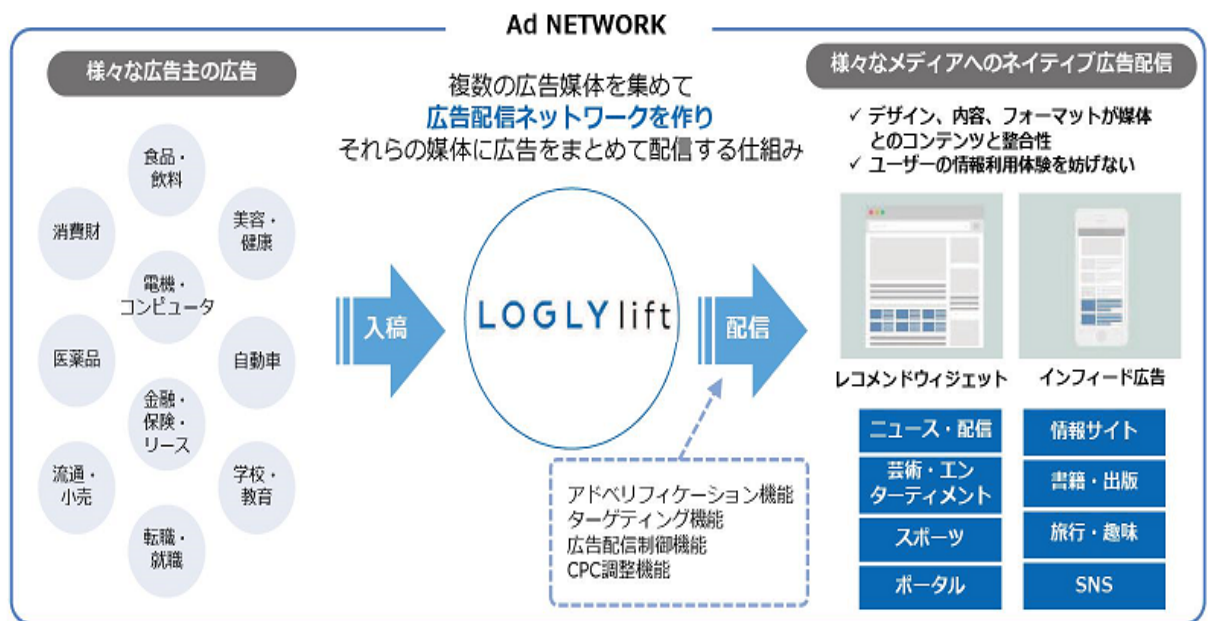 Ad NETWORK
様々な広告主の広告
食品・
飲料
消費財
美容・
健康
電機・
コンピュータ
医薬品
自動車
金融・
保険・
リース
流通・
小売
学校・
教育
転職・
就職
複数の広告媒体を集めて
広告配信ネットワークを作り
それらの媒体に広告をまとめて配信する仕組み
入稿
LOGLY lift
配信
アドベリフィケーション機能
ターゲティング機能
広告配信制御機能
CPC調整機能
様々なメディアへのネイティブ広告配信
✓ デザイン、内容、フォーマットが媒体
とのコンテンツと整合性
✓ ユーザーの情報利用体験を妨げない
レコメンドウィジェット
インフィード広告
ニュース・配信
情報サイト
芸術・エン
ターティメント
書籍・出版
スポーツ
旅行・趣味
ポータル
SNS